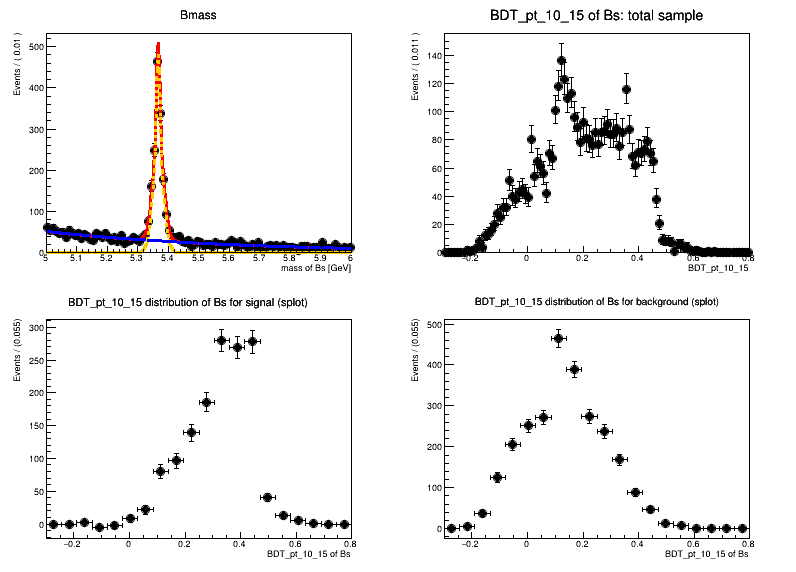 Bmass
Events / ( 0.01 )
500
400
300
200
100
0
5 5.1 5.2 5.3 5.4 5.5 5.6 5.7 5.8 5.9 6
mass of Bs [GeV]
BDT_pt_10_15 of Bs: total sample
Events / ( 0.011 )
140
120
100
80
60
40
20
0
−0.2 0 0.2 0.4 0.6 0.8
BDT_pt_10_15
BDT_pt_10_15 distribution of Bs for signal (splot)
Events / (0.055)
300
250
200
150
100
50
0
−0.2 0 0.2 0.4 0.6 0.8
BDT_pt_10_15 of Bs
BDT_pt_10_15 distribution of Bs for background (splot)
Events / (0.055)
500
400
300
200
100
0
−0.2 0 0.2 0.4 0.6 0.8
BDT_pt_10_15 of Bs